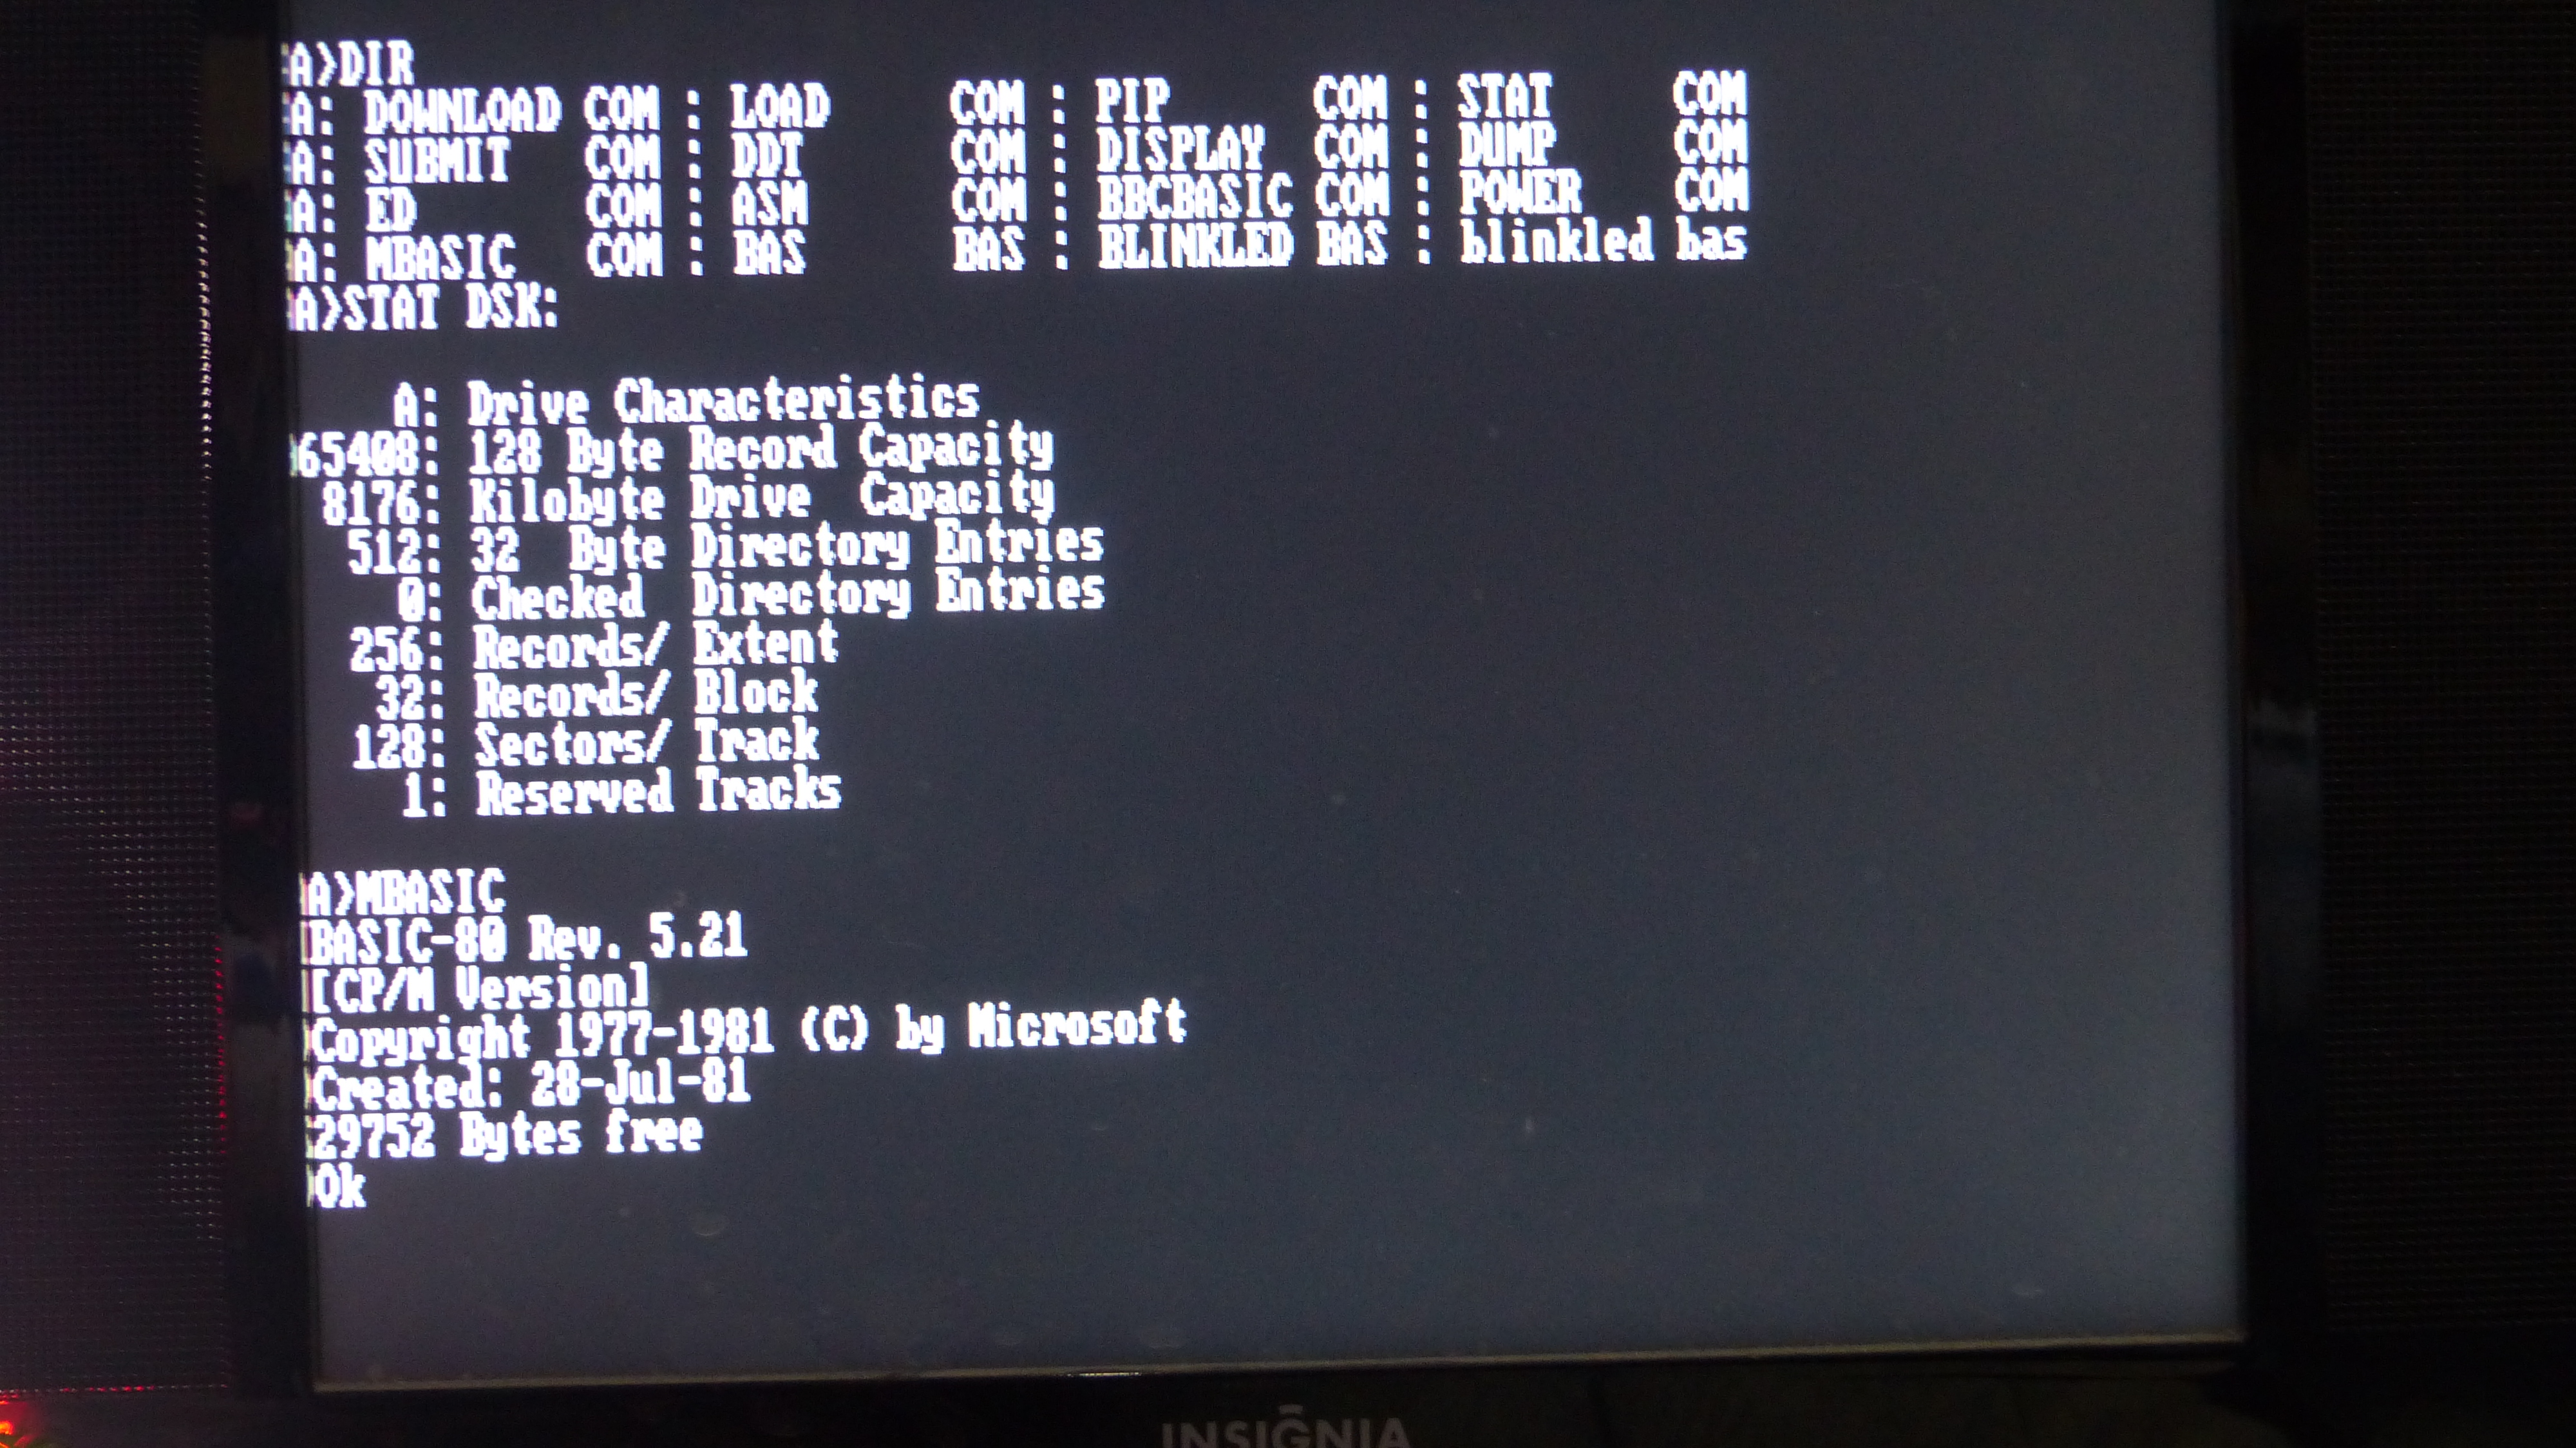 A>DIR
A: DOWNLOAD COM : LOAD     COM : PIP      COM : STAT     COM
A: SUBMIT   COM : DDT      COM : DISPLAY  COM : DUMP     COM
A: ED       COM : ASM      COM : BBCBASIC COM : POWER    COM
A: MBASIC   COM : BAS      BAS : BLINKLED BAS : blinkled bas
A>STAT DSK:
A: Drive Characteristics
65408: 128 Byte Record Capacity
8176: Kilobyte Drive  Capacity
512: 32  Byte Directory Entries
0: Checked  Directory Entries
256: Records/ Extent
32: Records/ Block
128: Sectors/ Track
1: Reserved Tracks
A>MBASIC
BASIC-80 Rev. 5.21
[CP/M Version]
Copyright 1977-1981 (C) by Microsoft
Created: 28-Jul-81
29752 Bytes free
Ok
INSIGNIA